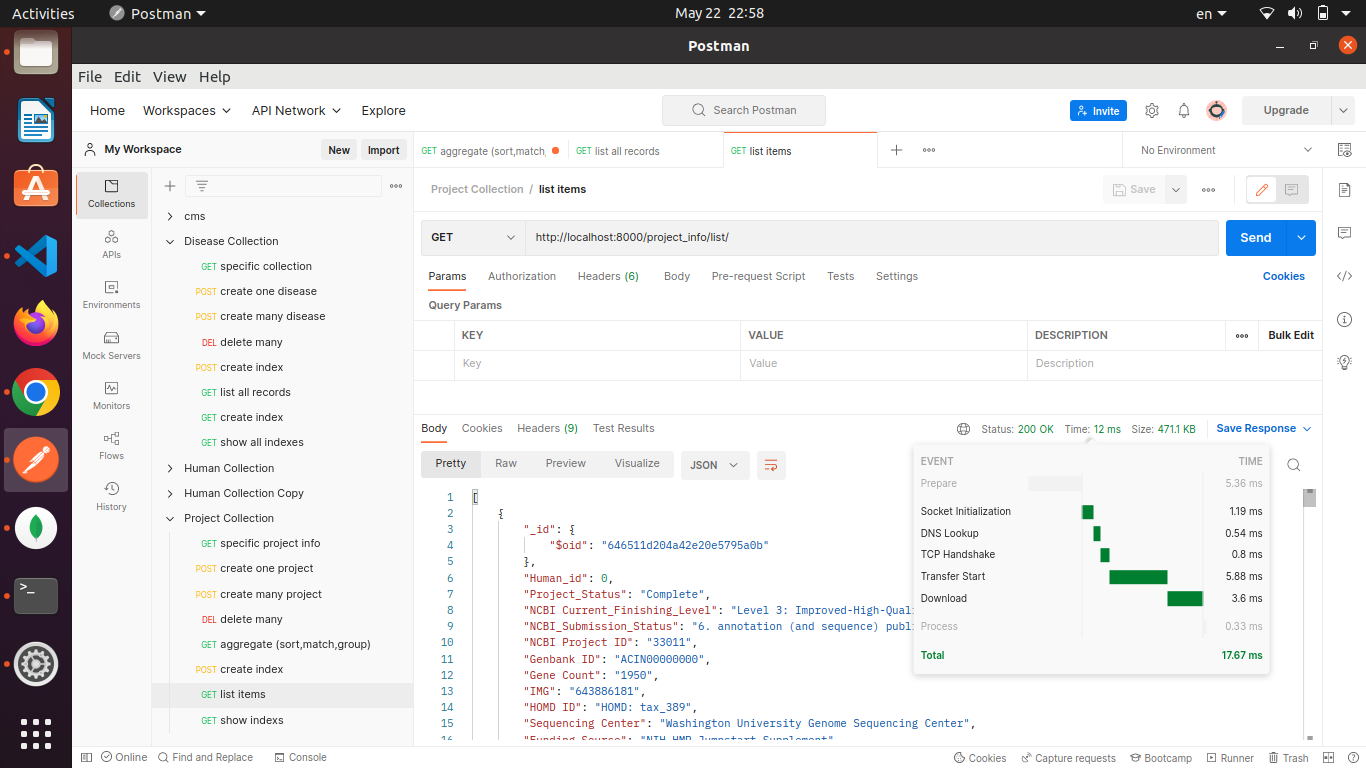 Activities Postman May 22 22:58 en
Postman
File Edit View Help
Home Workspaces API Network Explore Search Postman Invite Upgrade
My Workspace New Import GET aggregate (sort,match, GET list all records GET list items No Environment
Collections
APIs
Environments
Mock Servers
Monitors
Flows
History
cms
Disease Collection
GET specific collection
POST create one disease
POST create many disease
DEL delete many
POST create index
GET list all records
GET create index
GET show all indexes
Human Collection
Human Collection Copy
Project Collection
GET specific project info
POST create one project
POST create many project
DEL delete many
GET aggregate (sort,match,group)
POST create index
GET list items
GET show indexs
Project Collection / list items Save
GET http://localhost:8000/project_info/list/ Send
Params Authorization Headers (6) Body Pre-request Script Tests Settings Cookies
Query Params
KEY VALUE DESCRIPTION Bulk Edit
Key Value Description
Body Cookies Headers (9) Test Results Status: 200 OK Time: 12 ms Size: 471.1 KB Save Response
Pretty Raw Preview Visualize JSON
EVENT TIME
Prepare 5.36 ms
Socket Initialization 1.19 ms
DNS Lookup 0.54 ms
TCP Handshake 0.8 ms
Transfer Start 5.88 ms
Download 3.6 ms
Process 0.33 ms
Total 17.67 ms
1 [
2 {
3 "_id": {
4 "$oid": "646511d204a42e20e5795a0b"
5 },
6 "Human_id": 0,
7 "Project_Status": "Complete",
8 "NCBI Current_Finishing_Level": "Level 3: Improved-High-Quali
9 "NCBI_Submission_Status": "6. annotation (and sequence) publi
10 "NCBI Project ID": "33011",
11 "Genbank ID": "ACIN00000000",
12 "Gene Count": "1950",
13 "IMG": "643886181",
14 "HOMD ID": "HOMD: tax_389",
15 "Sequencing Center": "Washington University Genome Sequencing Center",
16 "Funding Source": "NIH-HMP Jumpstart Supplement"
Online Find and Replace Console Cookies Capture requests Bootcamp Runner Trash